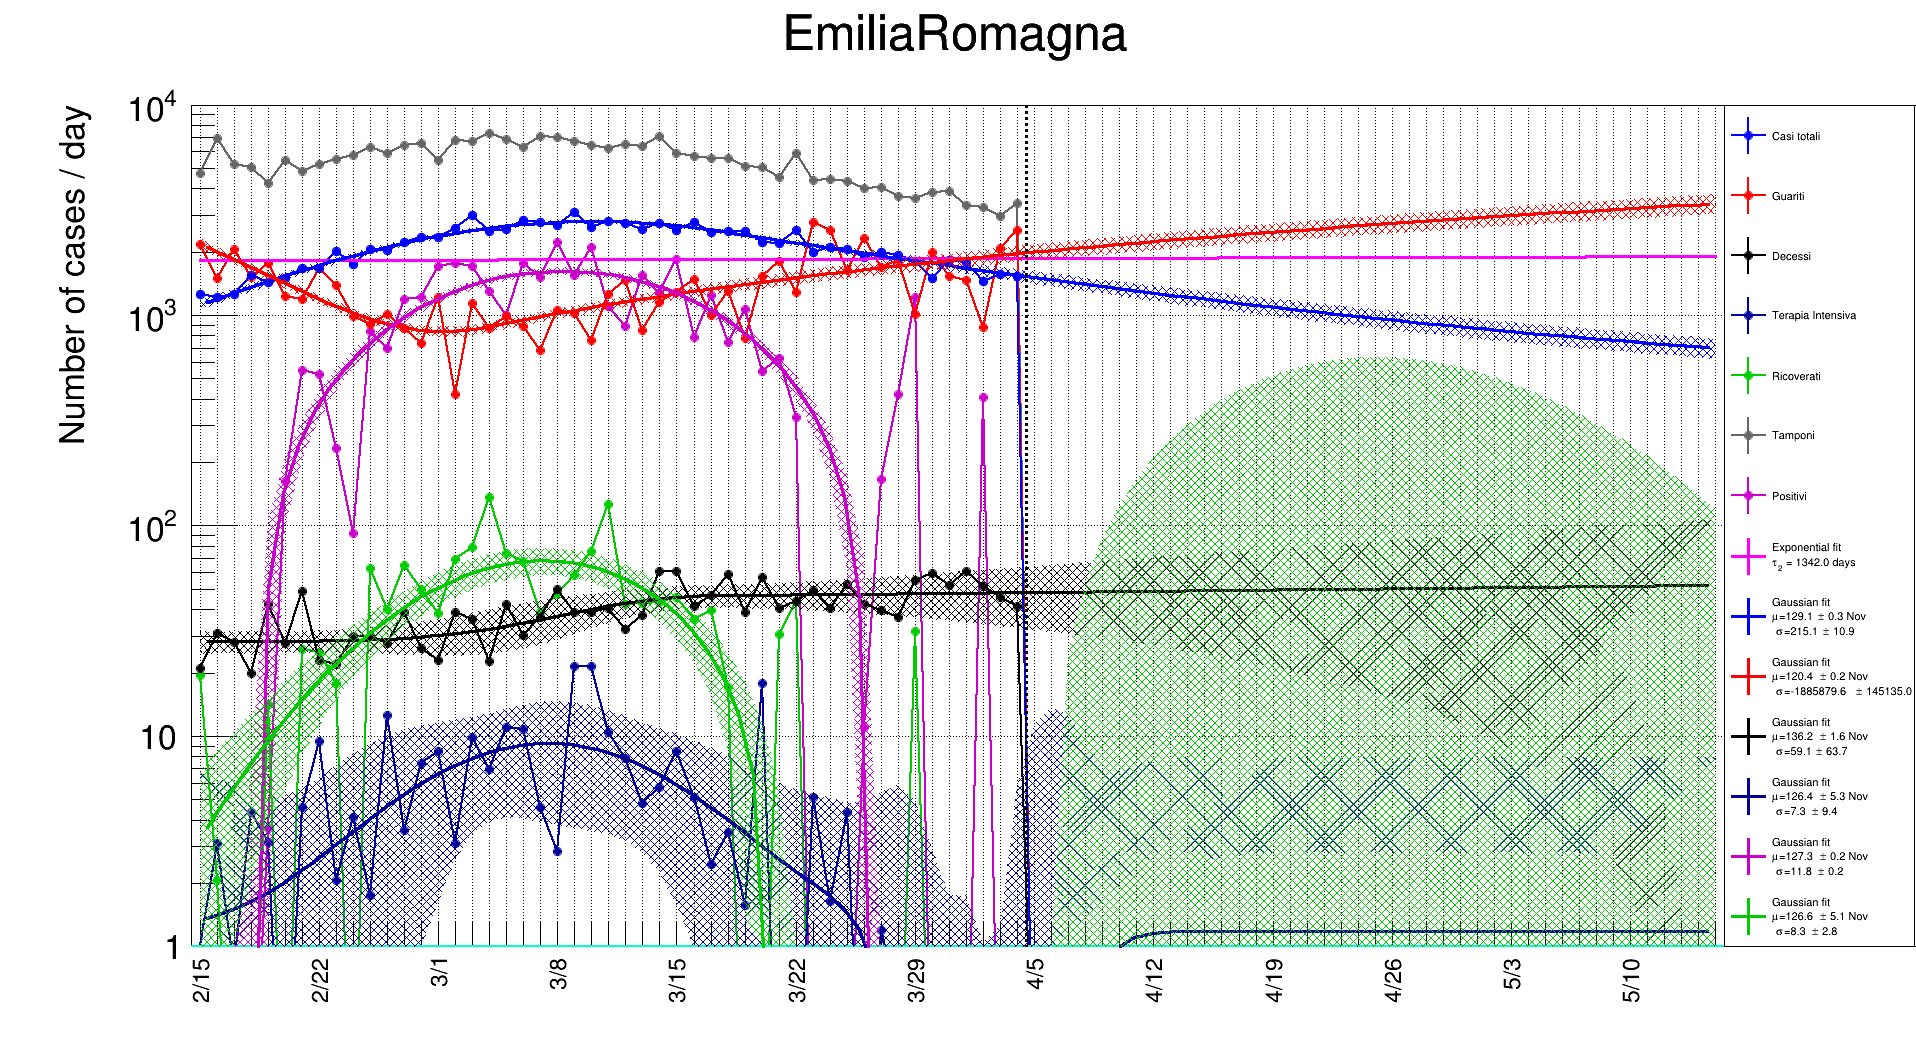 EmiliaRomagna
Number of cases / day
10^4
10^3
10^2
10
1
2/15
2/22
3/1
3/8
3/15
3/22
3/29
4/5
4/12
4/19
4/26
5/3
5/10
Casi totali
Guariti
Decessi
Terapia Intensiva
Ricoverati
Tamponi
Positivi
Exponential fit
τ₂ = 1342.0 days
Gaussian fit
μ=129.1 ± 0.3 Nov
σ=215.1 ± 10.9
Gaussian fit
μ=120.4 ± 0.2 Nov
σ=-1885879.6 ± 145135.0
Gaussian fit
μ=136.2 ± 1.6 Nov
σ=59.1 ± 63.7
Gaussian fit
μ=126.4 ± 5.3 Nov
σ=7.3 ± 9.4
Gaussian fit
μ=127.3 ± 0.2 Nov
σ=11.8 ± 0.2
Gaussian fit
μ=126.6 ± 5.1 Nov
σ=8.3 ± 2.8